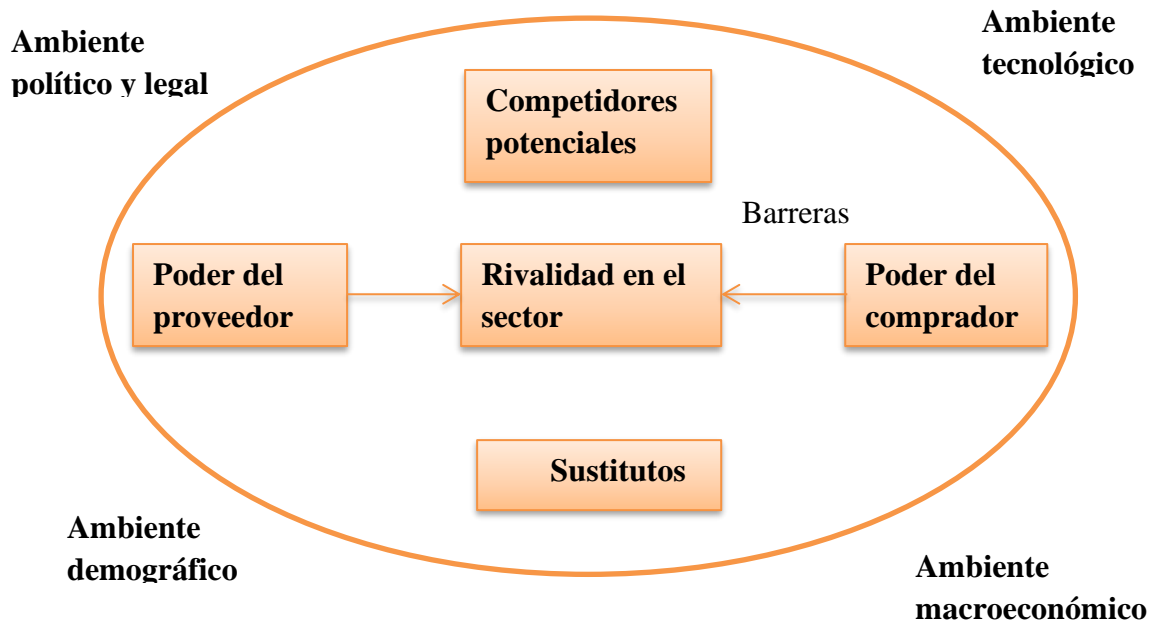 Ambiente
político y legal
Ambiente
tecnológico
Competidores
potenciales
Barreras
Poder del
proveedor
Rivalidad en el
sector
Poder del
comprador
Sustitutos
Ambiente
demográfico
Ambiente
macroeconómico